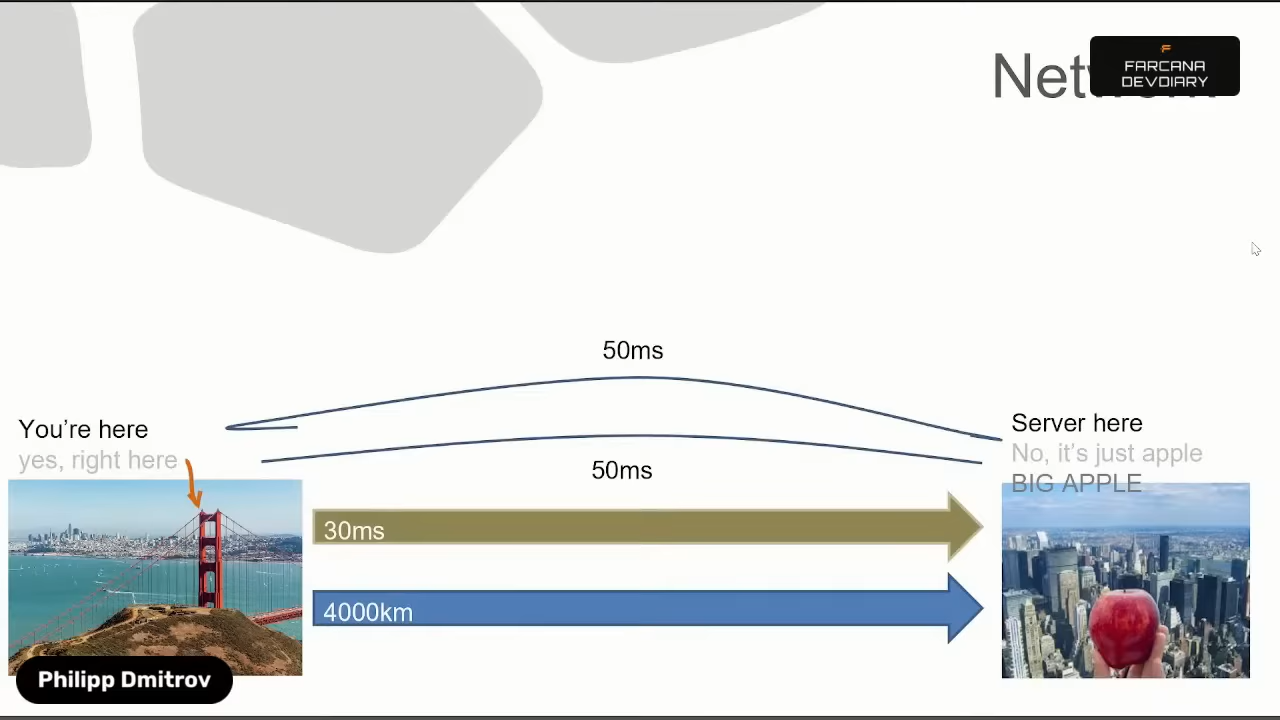 FARCANA
DEVDIARY
50ms
You're here
yes, right here
Server here
No, it's just apple
BIG APPLE
50ms
30ms
4000km
Philipp Dmitrov